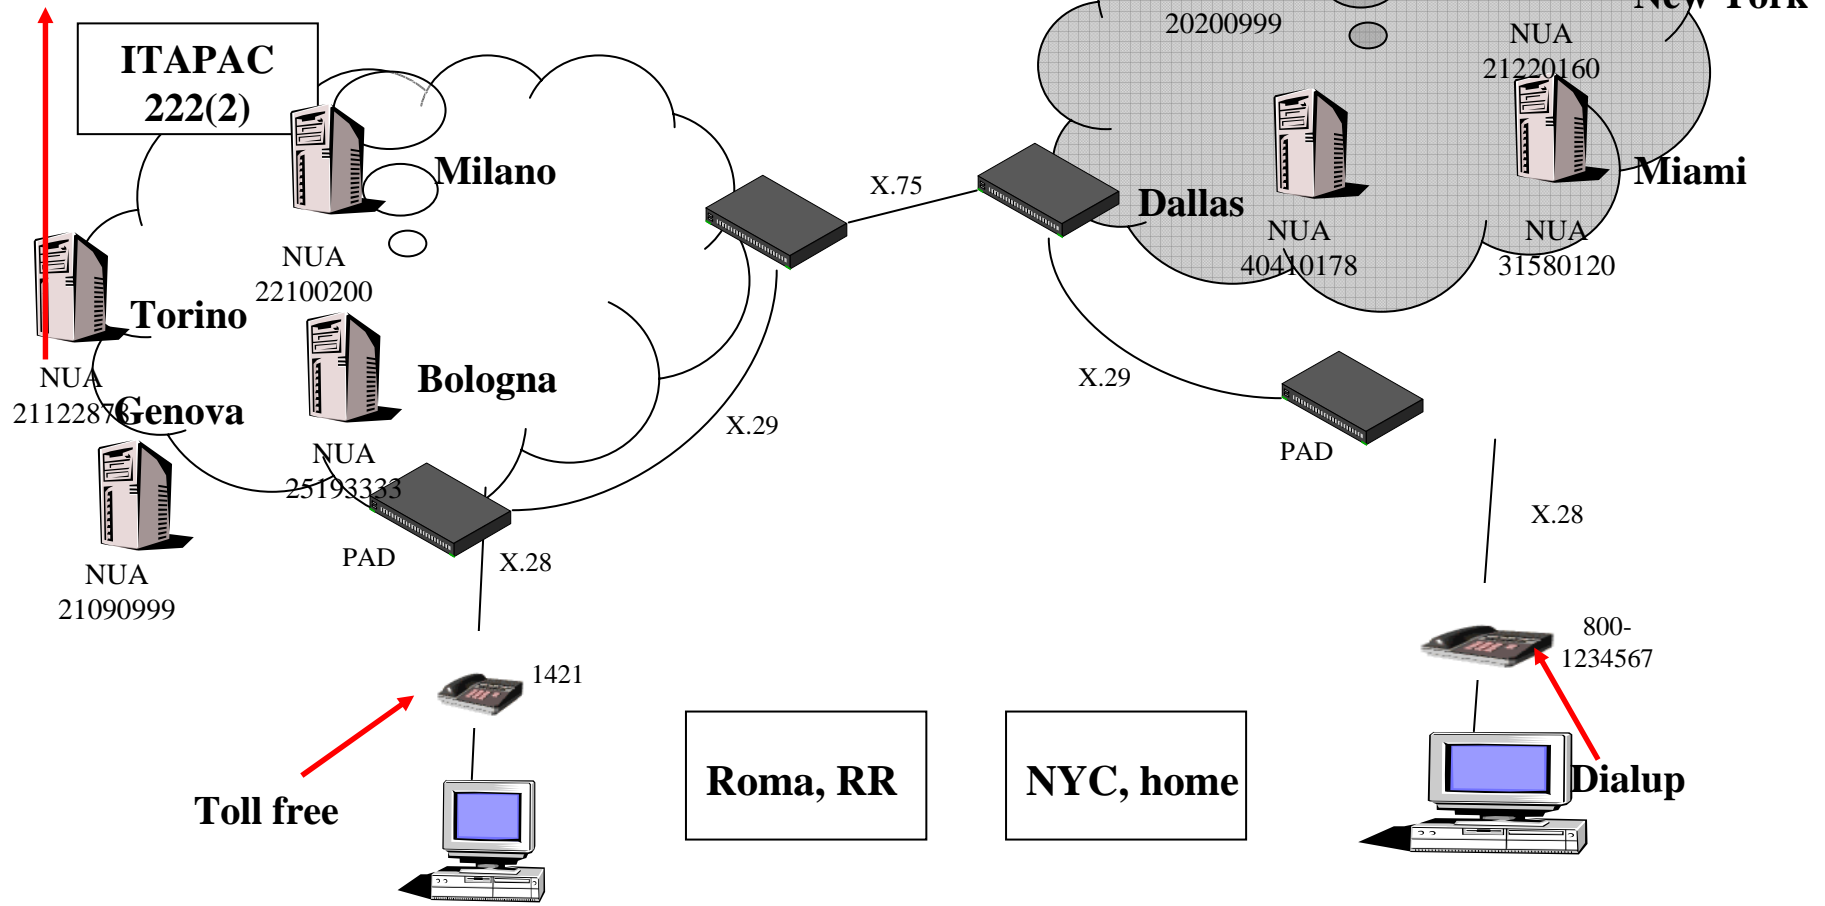 New York
20200999
NUA
21220160
ITAPAC
222(2)
Milano
X.75
Dallas
Miami
NUA
40410178
NUA
31580120
NUA
22100200
Torino
NUA
21122878
Genova
Bologna
X.29
X.29
NUA
25193333
PAD
PAD
X.28
X.28
NUA
21090999
1421
800-
1234567
Toll free
Roma, RR
NYC, home
Dialup